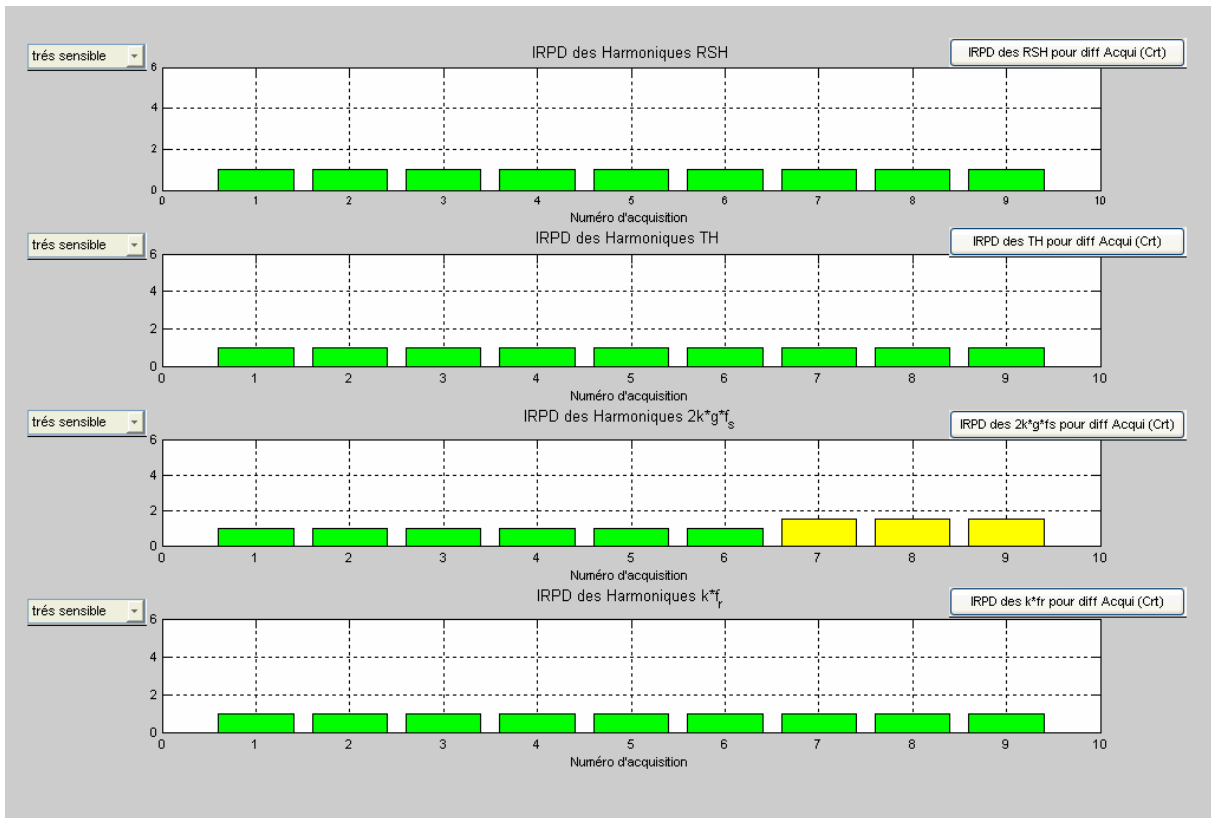 trés sensible
IRPD des Harmoniques RSH
IRPD des RSH pour diff Acqui (Crt)
6
4
2
0
0 1 2 3 4 5 6 7 8 9 10
Numéro d'acquisition
trés sensible
IRPD des Harmoniques TH
IRPD des TH pour diff Acqui (Crt)
6
4
2
0
0 1 2 3 4 5 6 7 8 9 10
Numéro d'acquisition
trés sensible
IRPD des Harmoniques 2k*g*fs
IRPD des 2k*g*fs pour diff Acqui (Crt)
6
4
2
0
0 1 2 3 4 5 6 7 8 9 10
Numéro d'acquisition
trés sensible
IRPD des Harmoniques k*fr
IRPD des k*fr pour diff Acqui (Crt)
6
4
2
0
0 1 2 3 4 5 6 7 8 9 10
Numéro d'acquisition